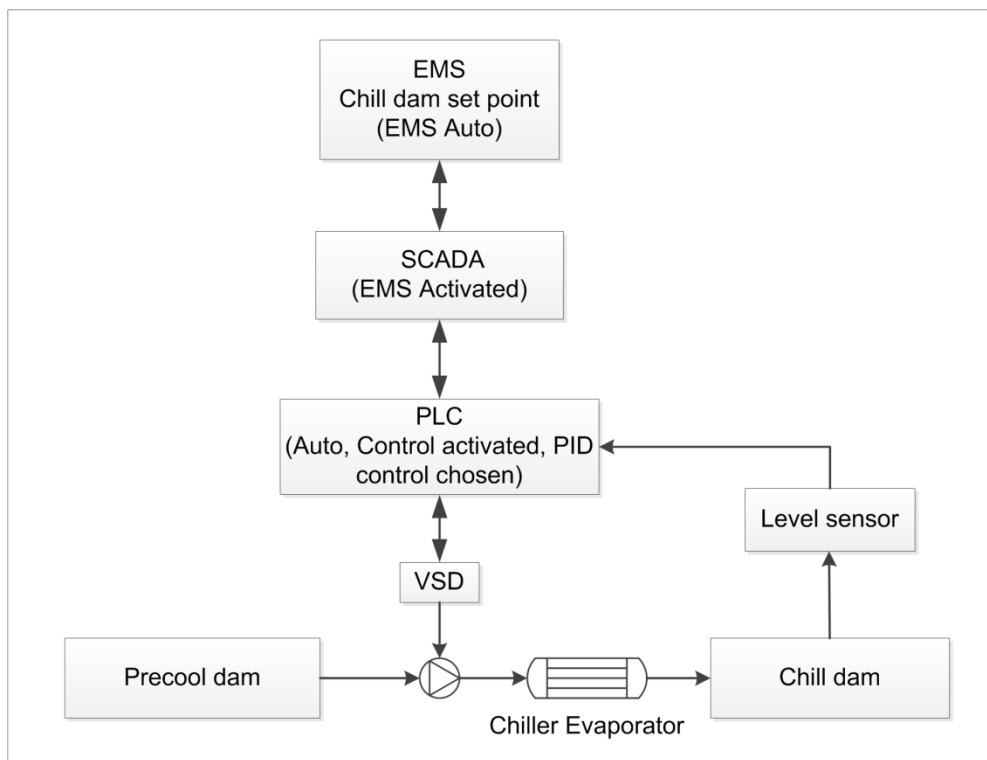 EMS
Chill dam set point
(EMS Auto)
SCADA
(EMS Activated)
PLC
(Auto, Control activated, PID
control chosen)
Level sensor
VSD
Precool dam
Chill dam
Chiller Evaporator